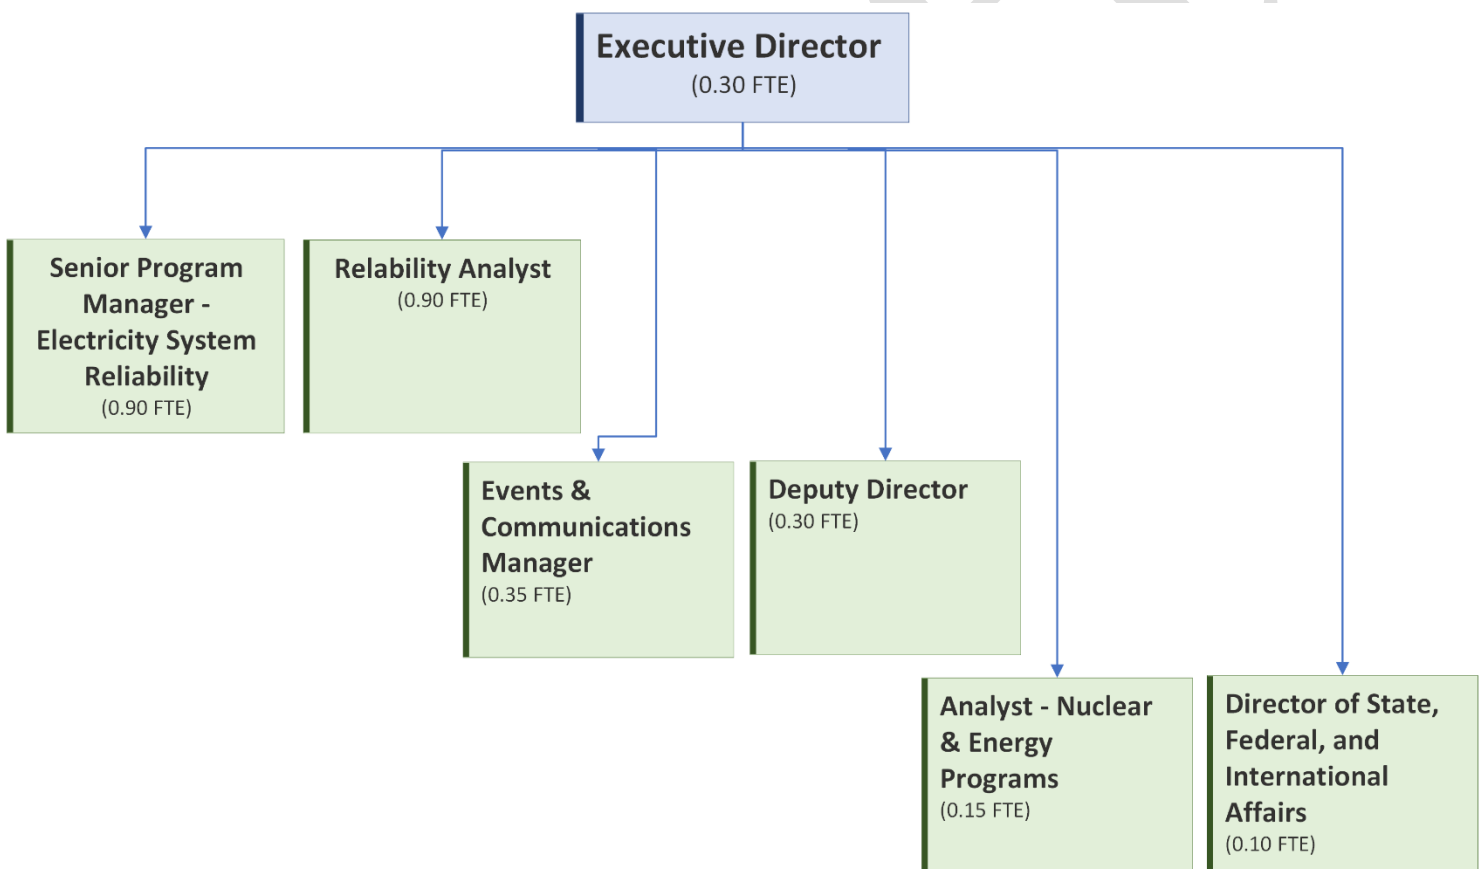 Executive Director
(0.30 FTE)
Senior Program
Manager -
Electricity System
Reliability
(0.90 FTE)
Relability Analyst
(0.90 FTE)
Events &
Communications
Manager
(0.35 FTE)
Deputy Director
(0.30 FTE)
Analyst - Nuclear
& Energy
Programs
(0.15 FTE)
Director of State,
Federal, and
International
Affairs
(0.10 FTE)